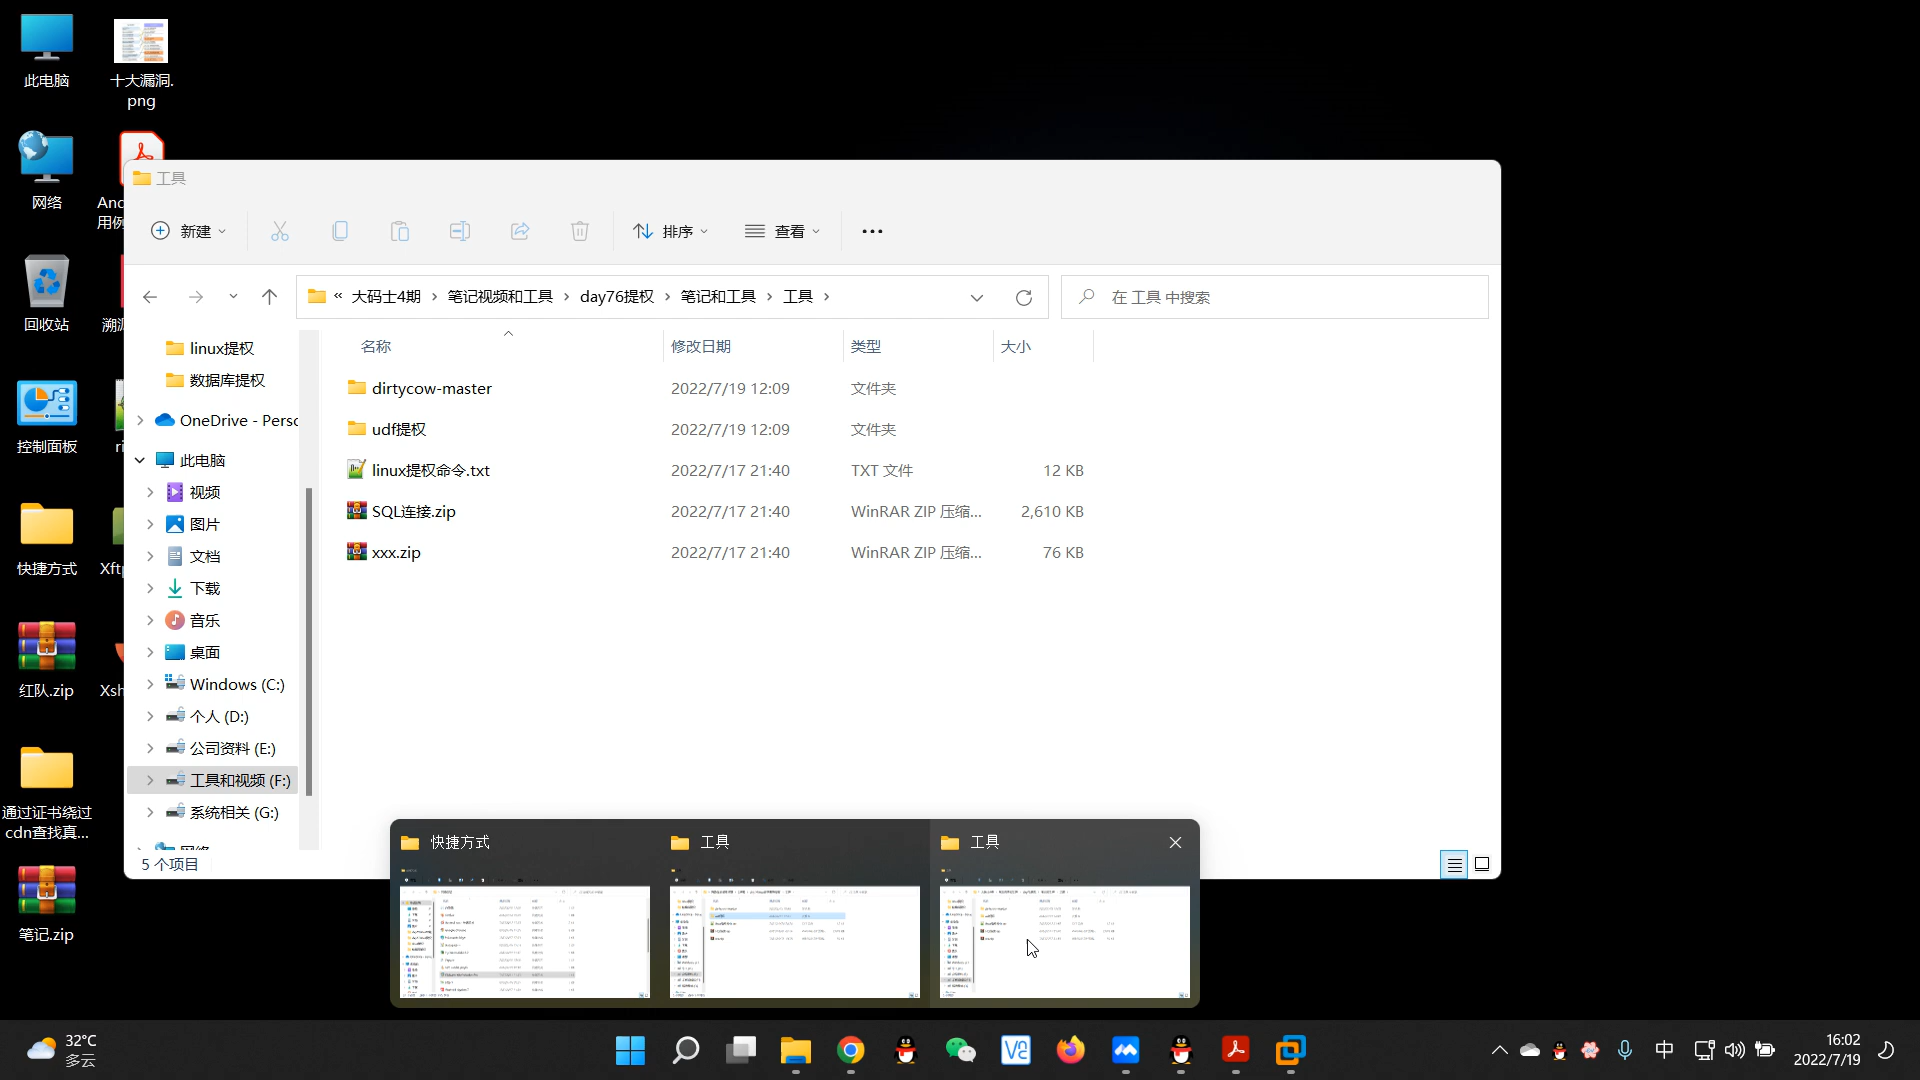 此电脑
十大漏洞.
png
网络
And
用例
回收站
溯源
控制面板
ri
快捷方式
Xftp
红队.zip
Xsh
通过证书绕过
cdn查找真...
笔记.zip
工具
新建
排序
查看
« 大码士4期 › 笔记视频和工具 › day76提权 › 笔记和工具 › 工具 ›
在 工具 中搜索
linux提权
数据库提权
OneDrive - Perso
此电脑
视频
图片
文档
下载
音乐
桌面
Windows (C:)
个人 (D:)
公司资料 (E:)
工具和视频 (F:)
系统相关 (G:)
网络
名称 修改日期 类型 大小
dirtycow-master 2022/7/19 12:09 文件夹
udf提权 2022/7/19 12:09 文件夹
linux提权命令.txt 2022/7/17 21:40 TXT 文件 12 KB
SQL连接.zip 2022/7/17 21:40 WinRAR ZIP 压缩... 2,610 KB
xxx.zip 2022/7/17 21:40 WinRAR ZIP 压缩... 76 KB
5 个项目
快捷方式
工具
工具
32°C
多云
中
16:02
2022/7/19